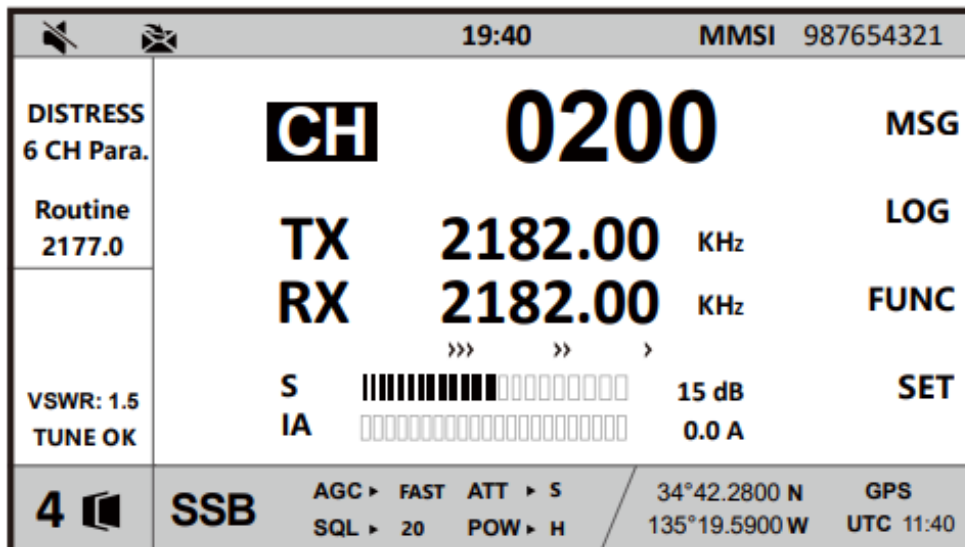 19:40 MMSI 987654321
DISTRESS
6 CH Para.
Routine
2177.0
VSWR: 1.5
TUNE OK
CH 0200
TX 2182.00 KHz
RX 2182.00 KHz
››› ›› ›
S 15 dB
IA 0.0 A
MSG
LOG
FUNC
SET
4 SSB
AGC ▸ FAST ATT ▸ S
SQL ▸ 20 POW ▸ H
34°42.2800 N
135°19.5900 W
GPS
UTC 11:40